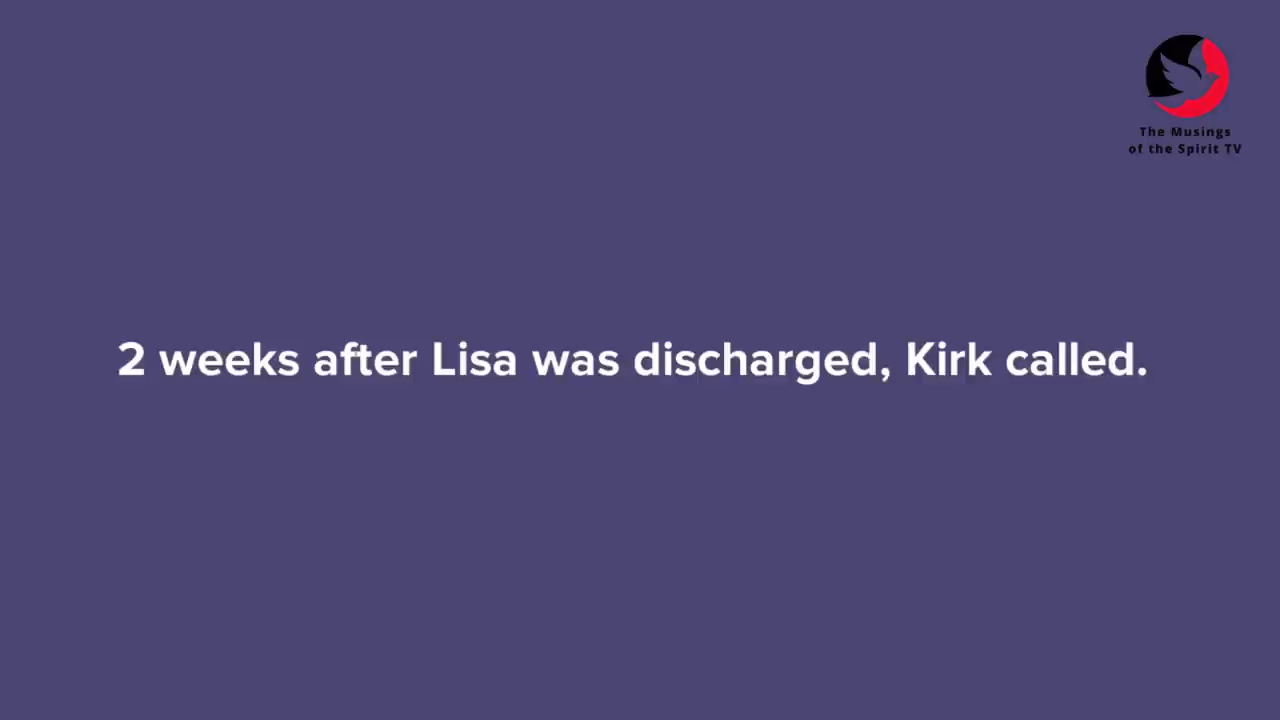 The Musings
of the Spirit TV
2 weeks after Lisa was discharged, Kirk called.